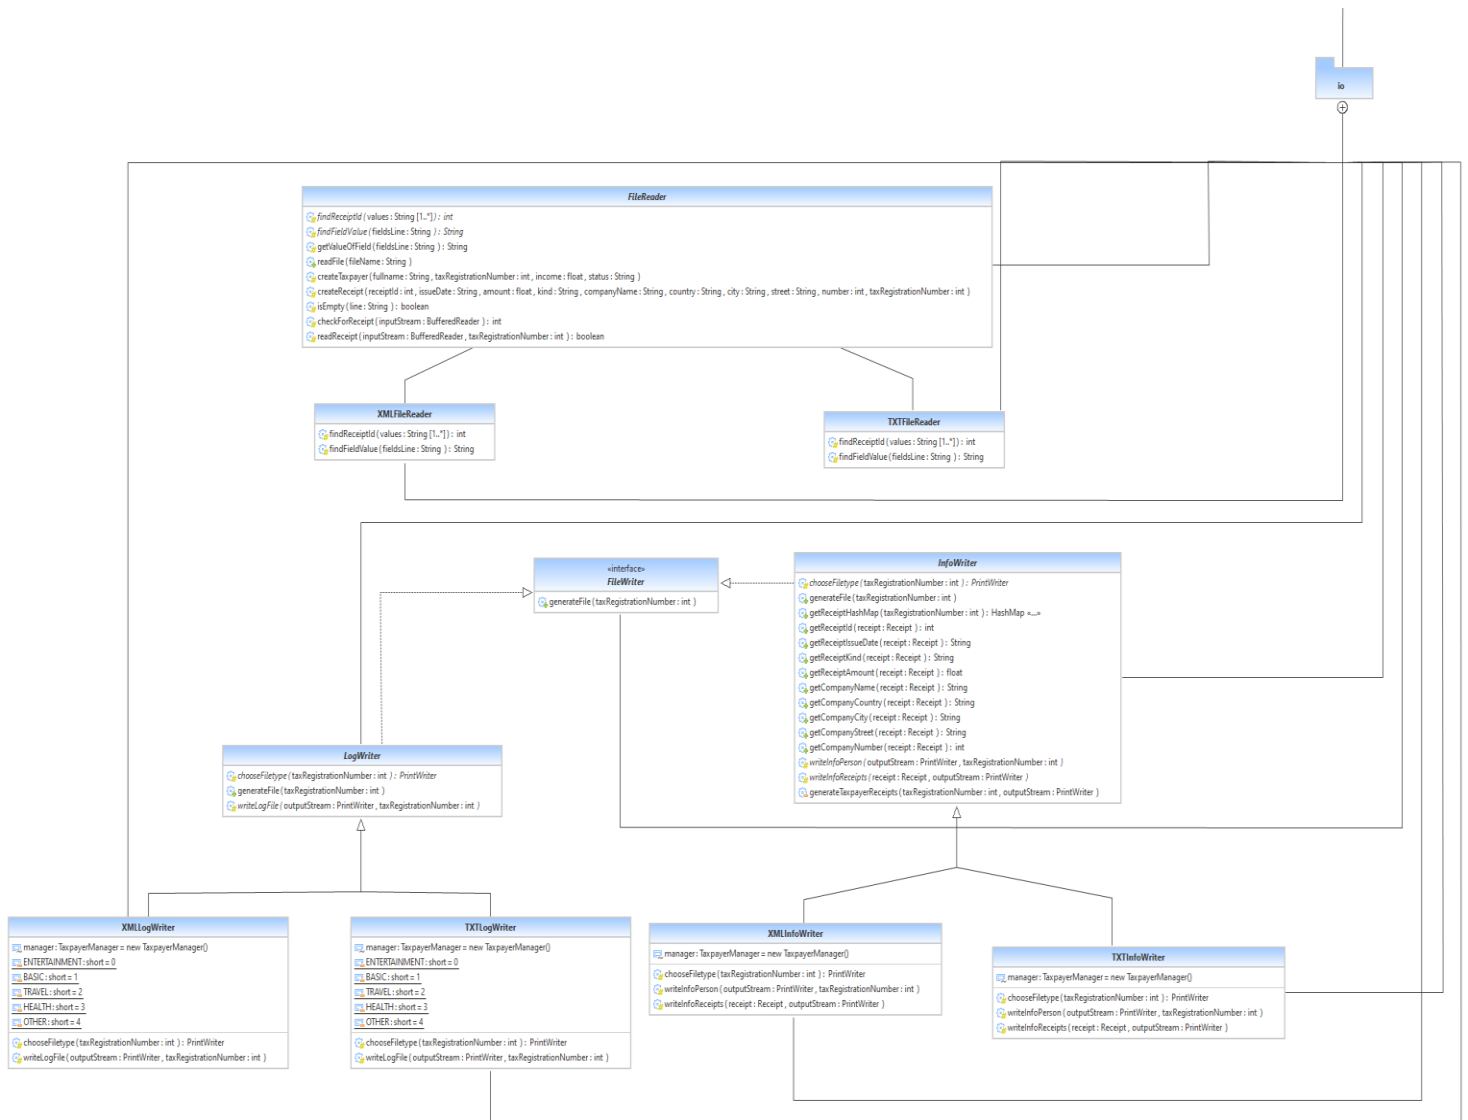 io
FileReader
findReceiptId ( values : String [1..*] ) : int
findFieldValue ( fieldsLine : String ) : String
getValueOfField ( fieldsLine : String ) : String
readFile ( fileName : String )
createTaxpayer ( fullname : String , taxRegistrationNumber : int , income : float , status : String )
createReceipt ( receiptId : int , issueDate : String , amount : float , kind : String , companyName : String , country : String , city : String , street : String , number : int , taxRegistrationNumber : int )
isEmpty ( line : String ) : boolean
checkForReceipt ( inputStream : BufferedReader ) : int
readReceipt ( inputStream : BufferedReader , taxRegistrationNumber : int ) : boolean
XMLFileReader
findReceiptId ( values : String [1..*] ) : int
findFieldValue ( fieldsLine : String ) : String
TXTFileReader
findReceiptId ( values : String [1..*] ) : int
findFieldValue ( fieldsLine : String ) : String
«interface»
FileWriter
generateFile ( taxRegistrationNumber : int )
InfoWriter
chooseFiletype ( taxRegistrationNumber : int ) : PrintWriter
generateFile ( taxRegistrationNumber : int )
getReceiptHashMap ( taxRegistrationNumber : int ) : HashMap «...»
getReceiptId ( receipt : Receipt ) : int
getReceiptIssueDate ( receipt : Receipt ) : String
getReceiptKind ( receipt : Receipt ) : String
getReceiptAmount ( receipt : Receipt ) : float
getCompanyName ( receipt : Receipt ) : String
getCompanyCountry ( receipt : Receipt ) : String
getCompanyCity ( receipt : Receipt ) : String
getCompanyStreet ( receipt : Receipt ) : String
getCompanyNumber ( receipt : Receipt ) : int
writeInfoPerson ( outputStream : PrintWriter , taxRegistrationNumber : int )
writeInfoReceipts ( receipt : Receipt , outputStream : PrintWriter )
generateTaxpayerReceipts ( taxRegistrationNumber : int , outputStream : PrintWriter )
LogWriter
chooseFiletype ( taxRegistrationNumber : int ) : PrintWriter
generateFile ( taxRegistrationNumber : int )
writeLogFile ( outputStream : PrintWriter , taxRegistrationNumber : int )
XMLLogWriter
manager : TaxpayerManager = new TaxpayerManager()
ENTERTAINMENT : short = 0
BASIC : short = 1
TRAVEL : short = 2
HEALTH : short = 3
OTHER : short = 4
chooseFiletype ( taxRegistrationNumber : int ) : PrintWriter
writeLogFile ( outputStream : PrintWriter , taxRegistrationNumber : int )
TXTLogWriter
manager : TaxpayerManager = new TaxpayerManager()
ENTERTAINMENT : short = 0
BASIC : short = 1
TRAVEL : short = 2
HEALTH : short = 3
OTHER : short = 4
chooseFiletype ( taxRegistrationNumber : int ) : PrintWriter
writeLogFile ( outputStream : PrintWriter , taxRegistrationNumber : int )
XMLInfoWriter
manager : TaxpayerManager = new TaxpayerManager()
chooseFiletype ( taxRegistrationNumber : int ) : PrintWriter
writeInfoPerson ( outputStream : PrintWriter , taxRegistrationNumber : int )
writeInfoReceipts ( receipt : Receipt , outputStream : PrintWriter )
TXTInfoWriter
manager : TaxpayerManager = new TaxpayerManager()
chooseFiletype ( taxRegistrationNumber : int ) : PrintWriter
writeInfoPerson ( outputStream : PrintWriter , taxRegistrationNumber : int )
writeInfoReceipts ( receipt : Receipt , outputStream : PrintWriter )